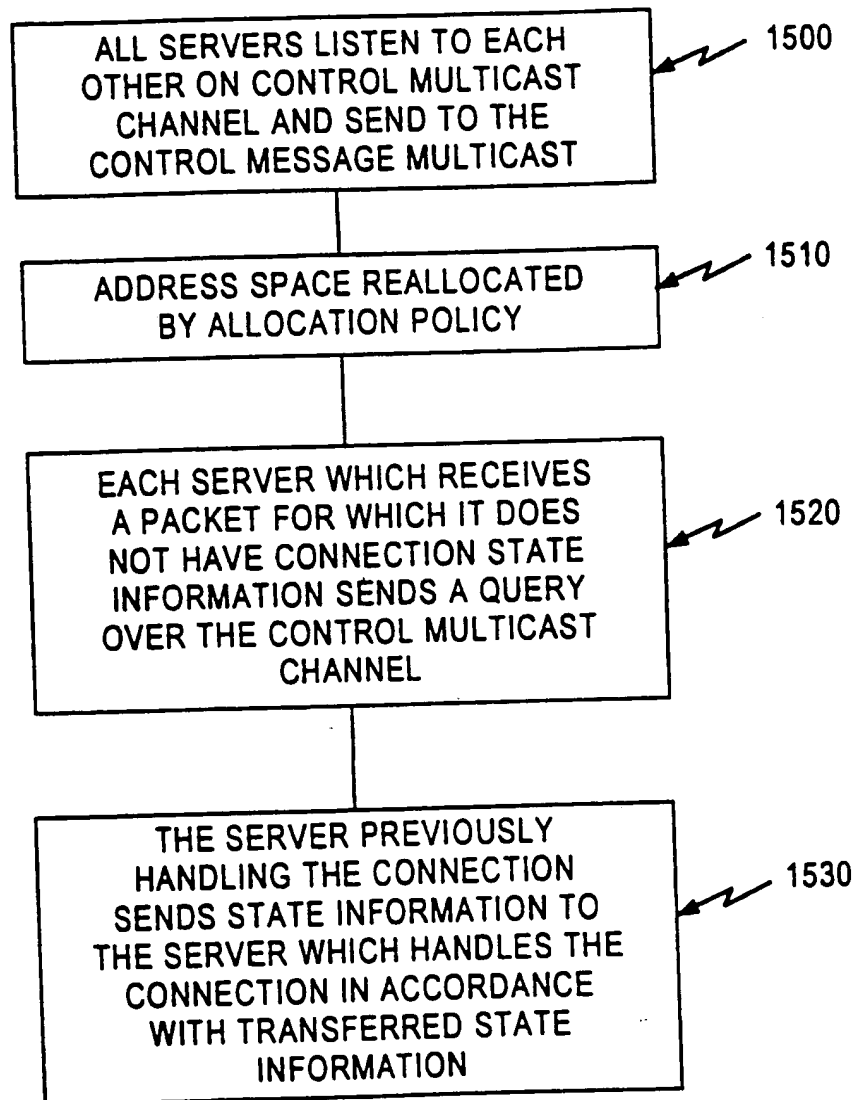 ALL SERVERS LISTEN TO EACH
OTHER ON CONTROL MULTICAST
CHANNEL AND SEND TO THE
CONTROL MESSAGE MULTICAST
1500
ADDRESS SPACE REALLOCATED
BY ALLOCATION POLICY
1510
EACH SERVER WHICH RECEIVES
A PACKET FOR WHICH IT DOES
NOT HAVE CONNECTION STATE
INFORMATION SENDS A QUERY
OVER THE CONTROL MULTICAST
CHANNEL
1520
THE SERVER PREVIOUSLY
HANDLING THE CONNECTION
SENDS STATE INFORMATION TO
THE SERVER WHICH HANDLES THE
CONNECTION IN ACCORDANCE
WITH TRANSFERRED STATE
INFORMATION
1530